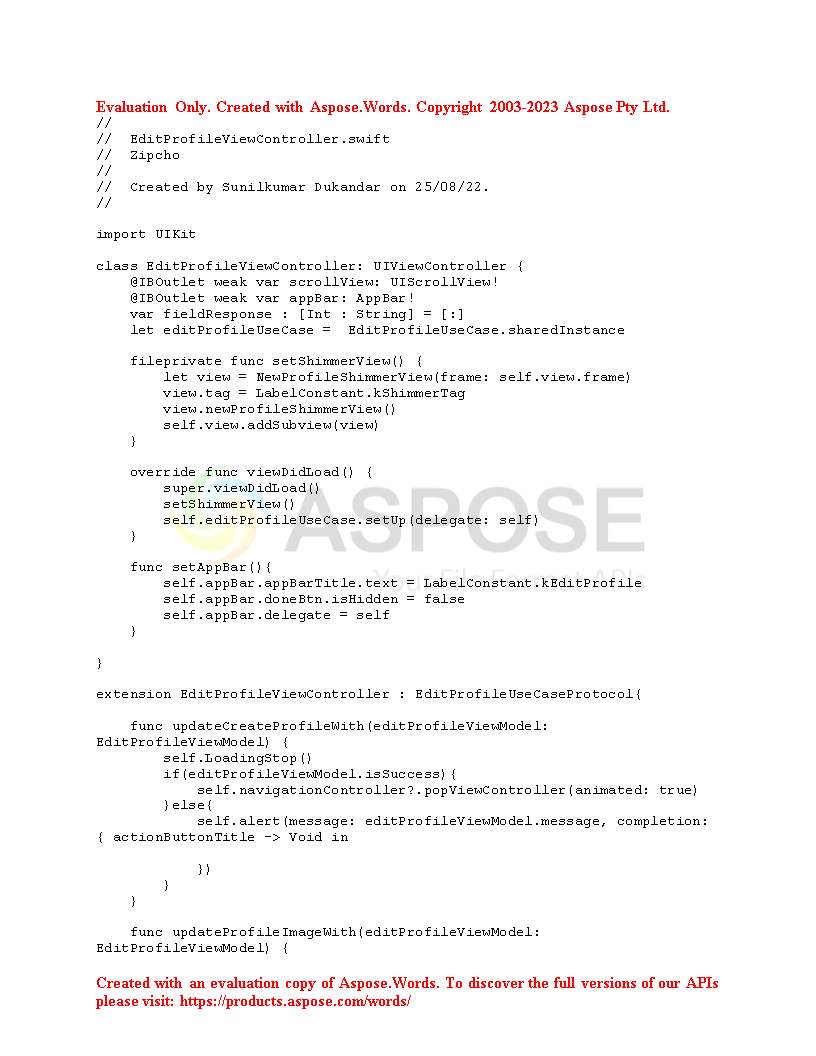 Evaluation Only. Created with Aspose.Words. Copyright 2003-2023 Aspose Pty Ltd.
//
//  EditProfileViewController.swift
//  Zipcho
//
//  Created by Sunilkumar Dukandar on 25/08/22.
//
import UIKit
class EditProfileViewController: UIViewController {
    @IBOutlet weak var scrollView: UIScrollView!
    @IBOutlet weak var appBar: AppBar!
    var fieldResponse : [Int : String] = [:]
    let editProfileUseCase =  EditProfileUseCase.sharedInstance
    fileprivate func setShimmerView() {
        let view = NewProfileShimmerView(frame: self.view.frame)
        view.tag = LabelConstant.kShimmerTag
        view.newProfileShimmerView()
        self.view.addSubview(view)
    }
    override func viewDidLoad() {
        super.viewDidLoad()
        setShimmerView()
        self.editProfileUseCase.setUp(delegate: self)
    }
ASPOSE
Your File Format APIs
    func setAppBar(){
        self.appBar.appBarTitle.text = LabelConstant.kEditProfile
        self.appBar.doneBtn.isHidden = false
        self.appBar.delegate = self
    }
}
extension EditProfileViewController : EditProfileUseCaseProtocol{
    func updateCreateProfileWith(editProfileViewModel:
EditProfileViewModel) {
        self.LoadingStop()
        if(editProfileViewModel.isSuccess){
            self.navigationController?.popViewController(animated: true)
        }else{
            self.alert(message: editProfileViewModel.message, completion:
{ actionButtonTitle -> Void in
            })
        }
    }
    func updateProfileImageWith(editProfileViewModel:
EditProfileViewModel) {
Created with an evaluation copy of Aspose.Words. To discover the full versions of our APIs
please visit: https://products.aspose.com/words/